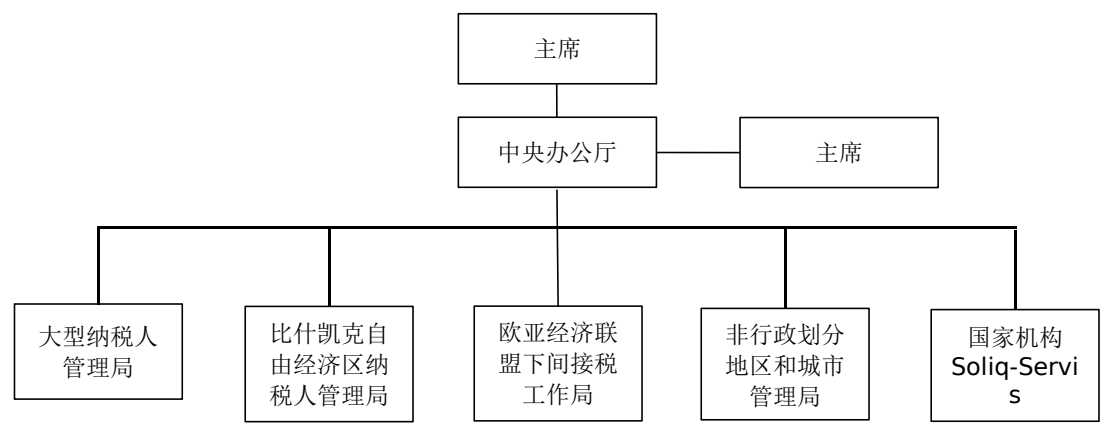 主席
中央办公厅
主席
大型纳税人
管理局
比什凯克自
由经济区纳
税人管理局
欧亚经济联
盟下间接税
工作局
非行政划分
地区和城市
管理局
国家机构
Soliq-Servi
s